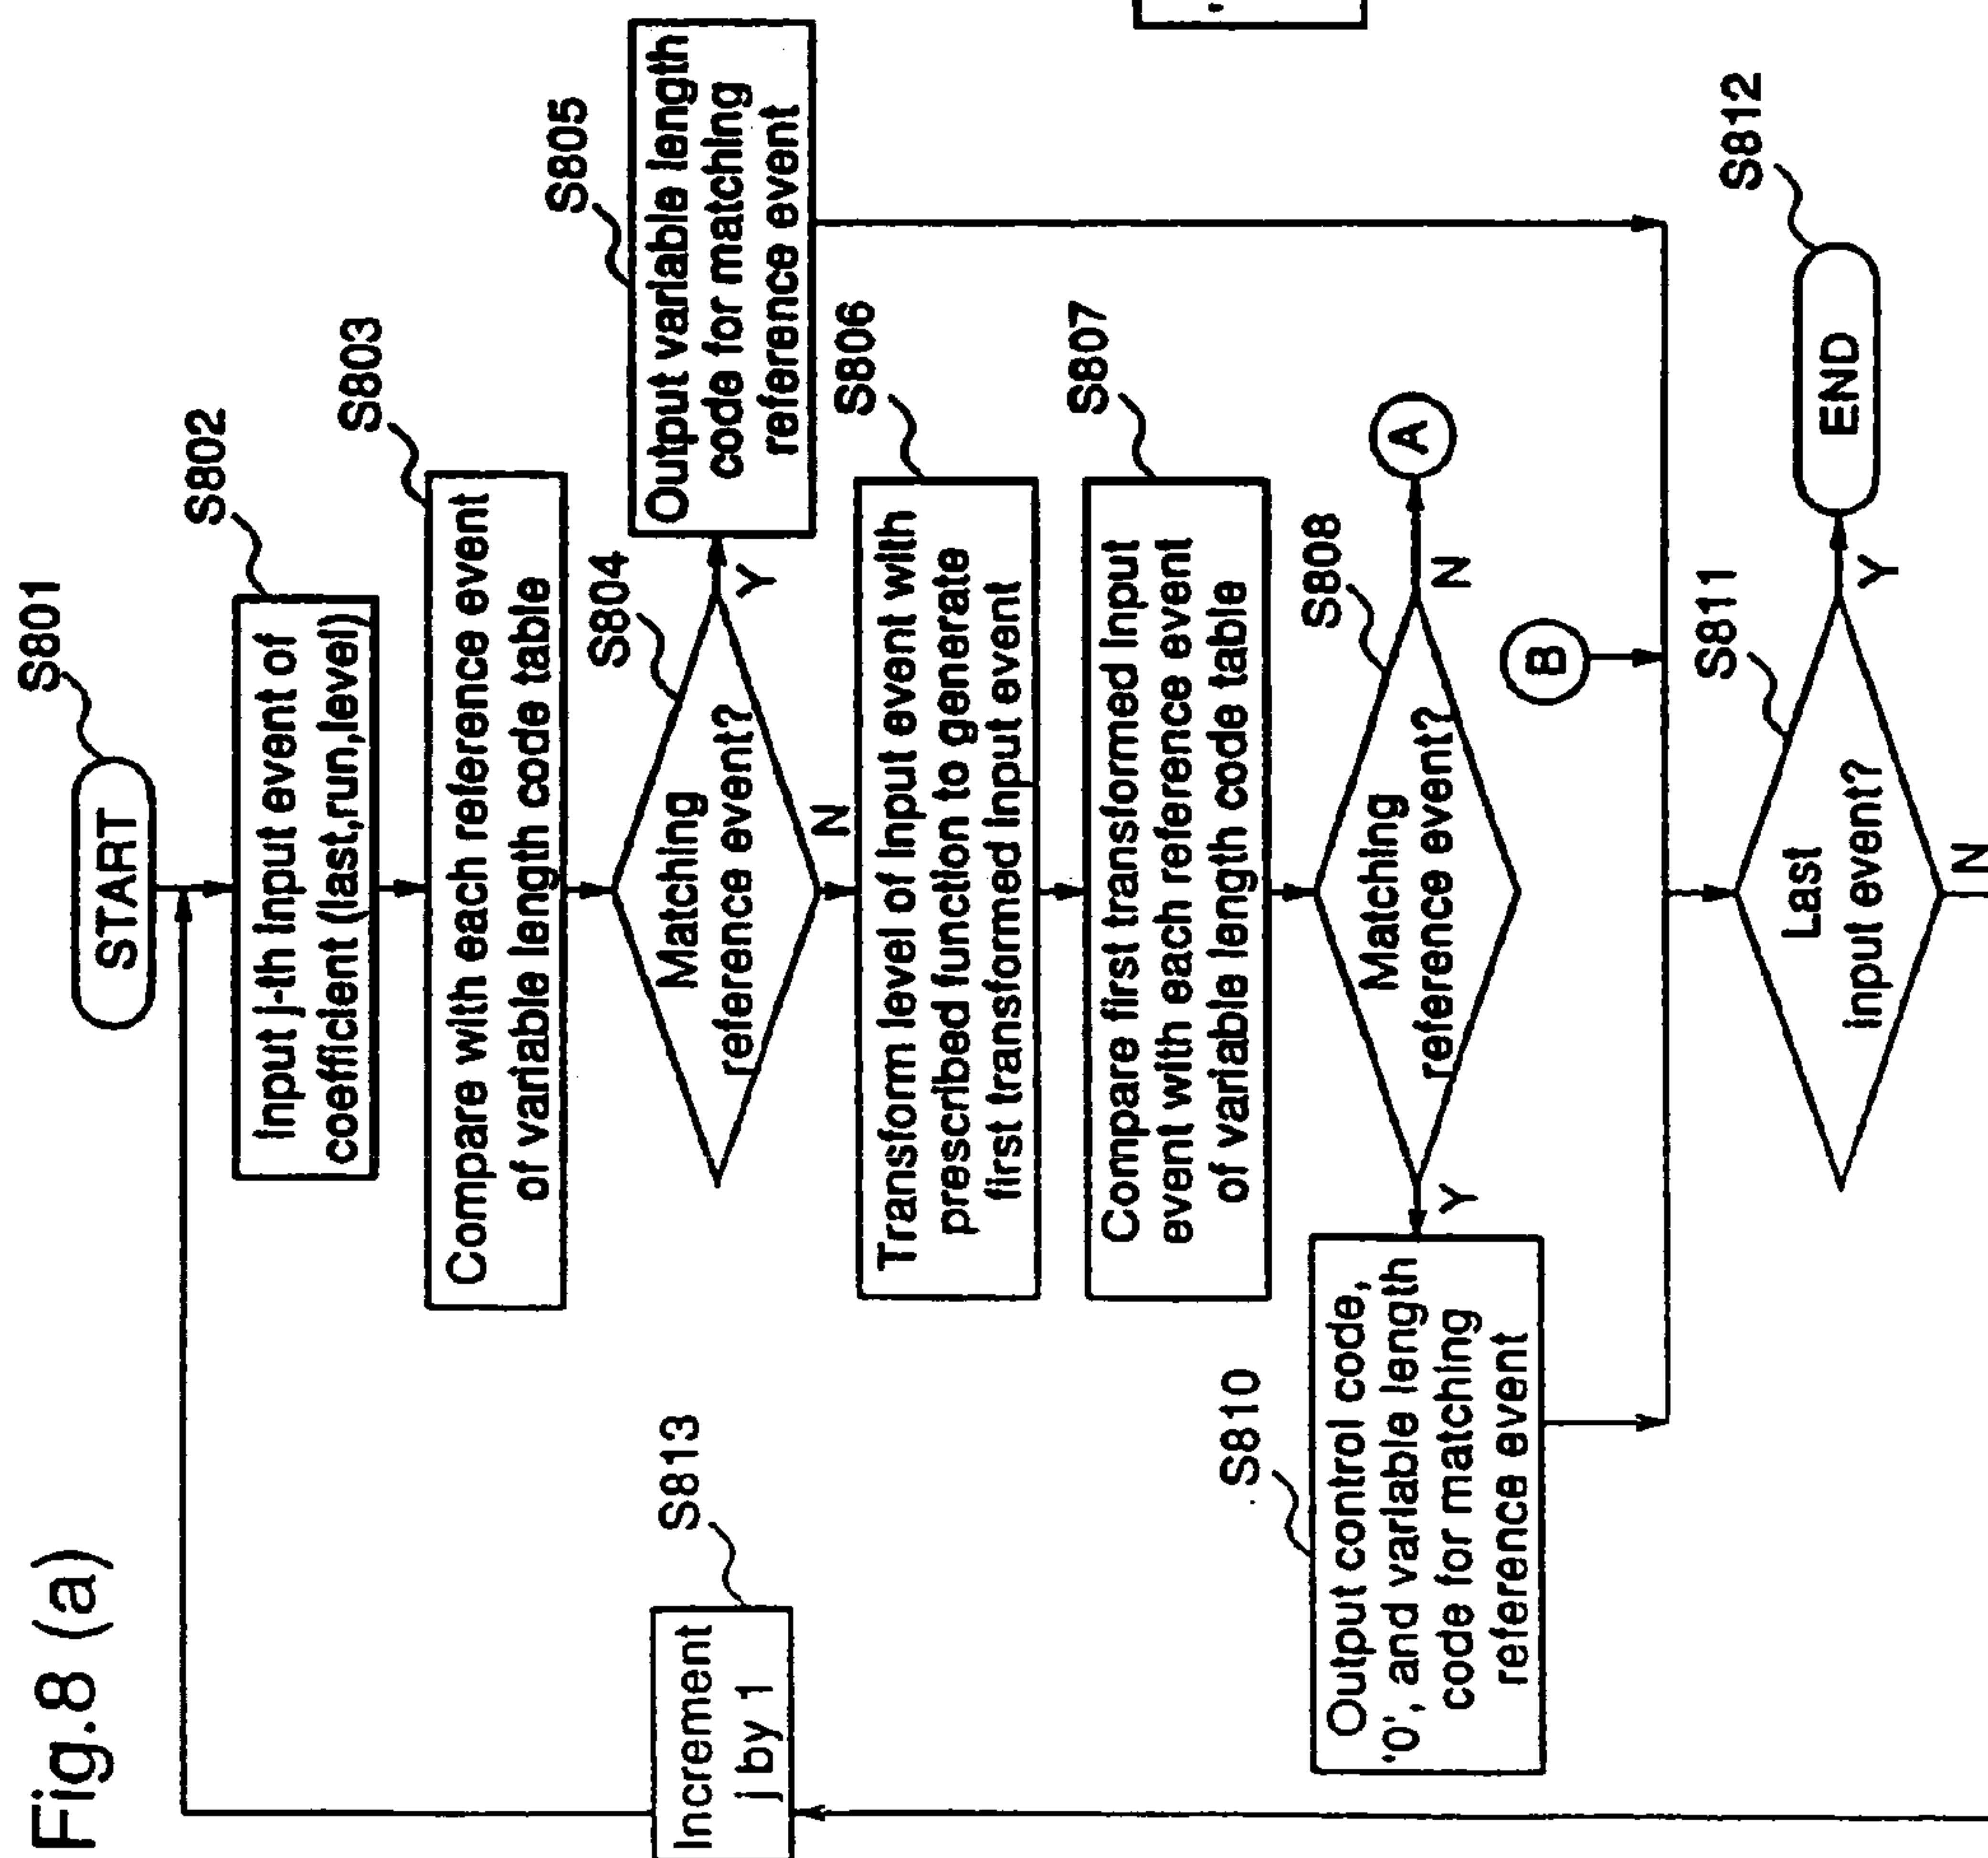 Fig.8 (a)
S801
START
S802
Input j-th input event of
coefficient (last,run,level)
S803
Compare with each reference event
of variable length code table
S804
Matching
reference event?
Y
N
S805
Output variable length
code for matching
reference event
S806
Transform level of input event with
prescribed function to generate
first transformed input event
S807
Compare first transformed input
event with each reference event
of variable length code table
S808
Matching
reference event?
Y
N
A
S810
Output control code,
'0', and variable length
code for matching
reference event
B
S811
Last
input event?
Y
N
S812
END
S813
Increment
j by 1